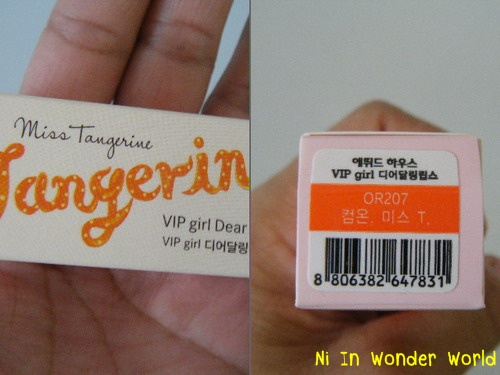 Miss Tangerine
Tangerin
VIP girl Dear
VIP girl 디어달링
에뛰드 하우스
VIP girl 디어달링립스
OR207
컴온. 미스 T.
8 806382 647831
Ni In Wonder World